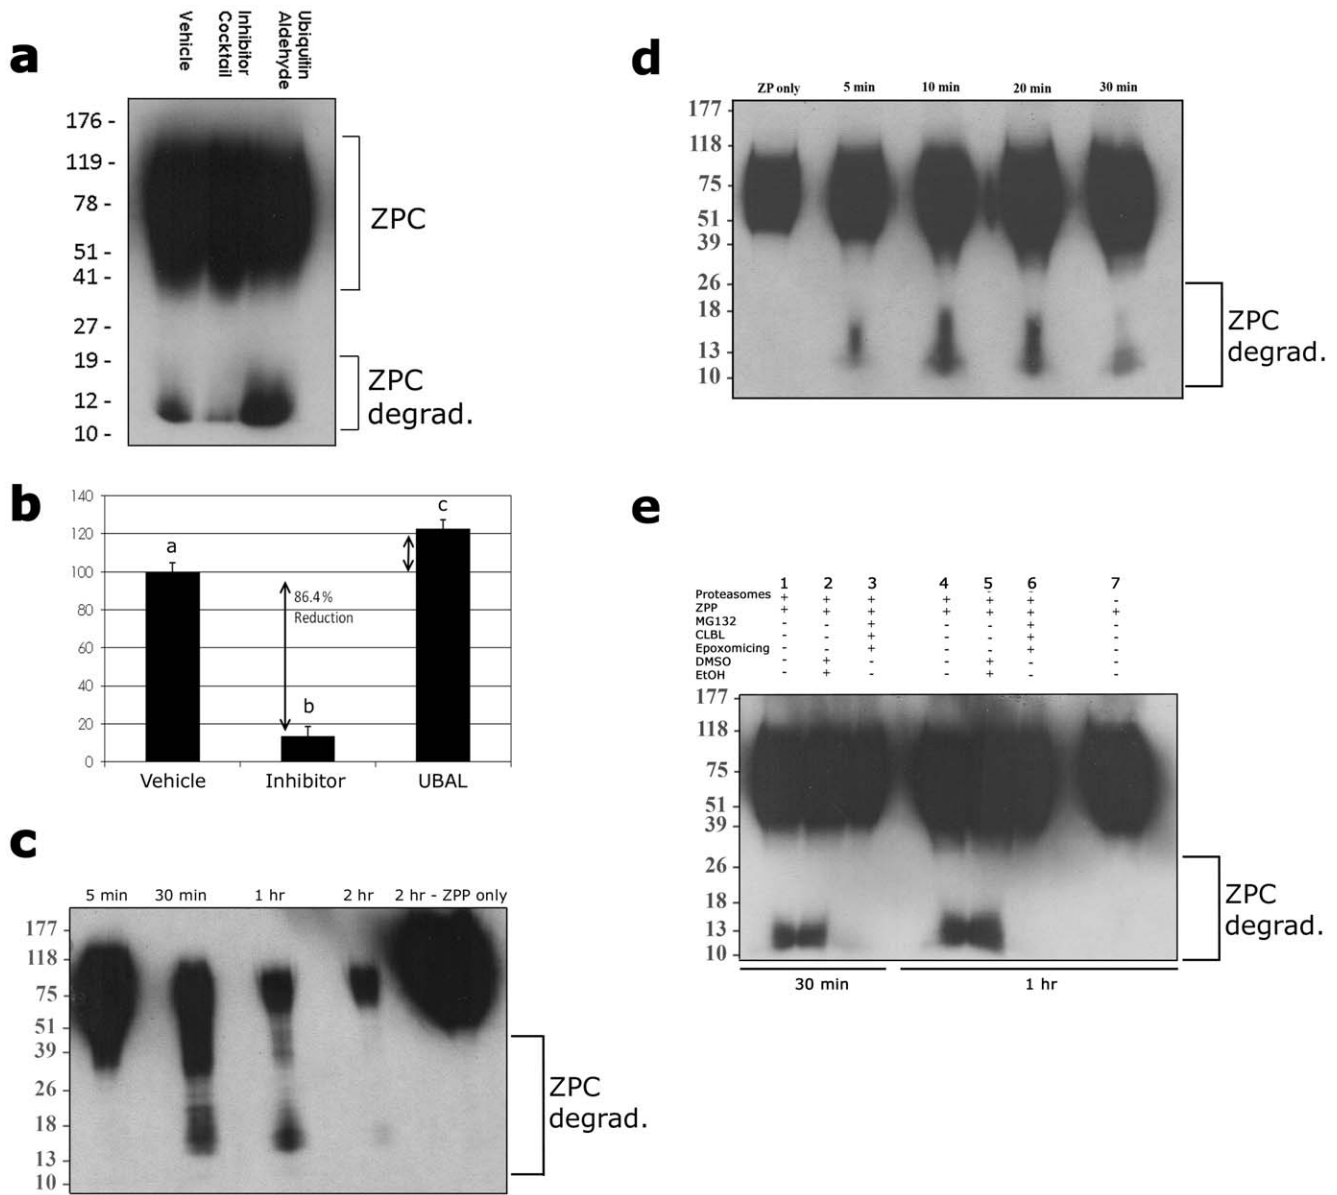 a
Vehicle
Inhibitor
Cocktail
Ubiquitin
Aldehyde
176 -
119 -
78 -
51 -
41 -
27 -
19 -
12 -
10 -
ZPC
ZPC
degrad.
b
140
120
100
80
60
40
20
0
a
b
c
86.4%
Reduction
Vehicle Inhibitor UBAL
c
5 min 30 min 1 hr 2 hr 2 hr - ZPP only
177
118
75
51
39
26
18
13
10
ZPC
degrad.
d
ZP only 5 min 10 min 20 min 30 min
177
118
75
51
39
26
18
13
10
ZPC
degrad.
e
1 2 3 4 5 6 7
Proteasomes + + + + + + -
ZPP + + + + + + +
MG132 - - + - - + -
CLBL - - + - - + -
Epoxomicing - - + - - + -
DMSO - + - - + - -
EtOH - + - - + - -
177
118
75
51
39
26
18
13
10
ZPC
degrad.
30 min 1 hr